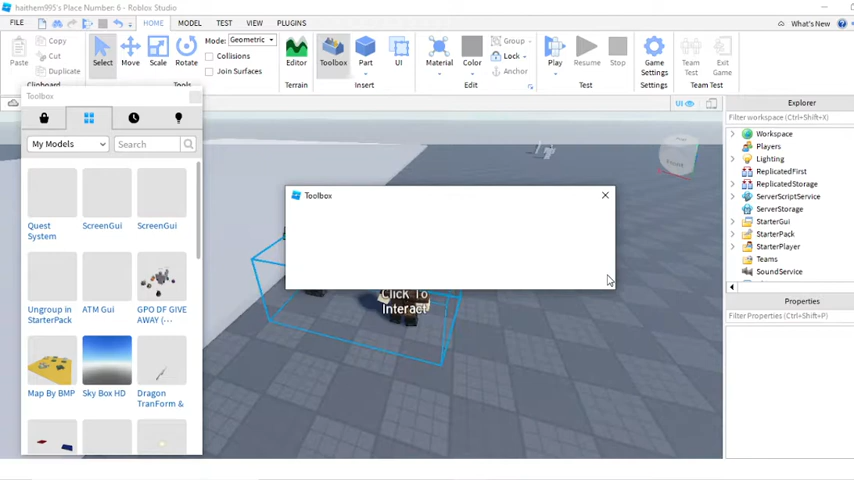 haithem995's Place Number: 6 - Roblox Studio
FILE
HOME
MODEL
TEST
VIEW
PLUGINS
What's New
Paste
Copy
Cut
Duplicate
Clipboard
Select
Move
Scale
Rotate
Mode: Geometric
Collisions
Join Surfaces
Tools
Editor
Terrain
Toolbox
Part
UI
Insert
Material
Color
Group
Lock
Anchor
Edit
Play
Resume
Stop
Test
Game
Settings
Settings
Team
Test
Exit
Game
Team Test
Toolbox
My Models
Search
Quest
System
ScreenGui
ScreenGui
Ungroup in
StarterPack
ATM Gui
GPO DF GIVE
AWAY (···
Map By BMP
Sky Box HD
Dragon
TranForm &
UI
Toolbox
Click To
Interact
Explorer
Filter workspace (Ctrl+Shift+X)
Workspace
Players
Lighting
ReplicatedFirst
ReplicatedStorage
ServerScriptService
ServerStorage
StarterGui
StarterPack
StarterPlayer
Teams
SoundService
Properties
Filter Properties (Ctrl+Shift+P)